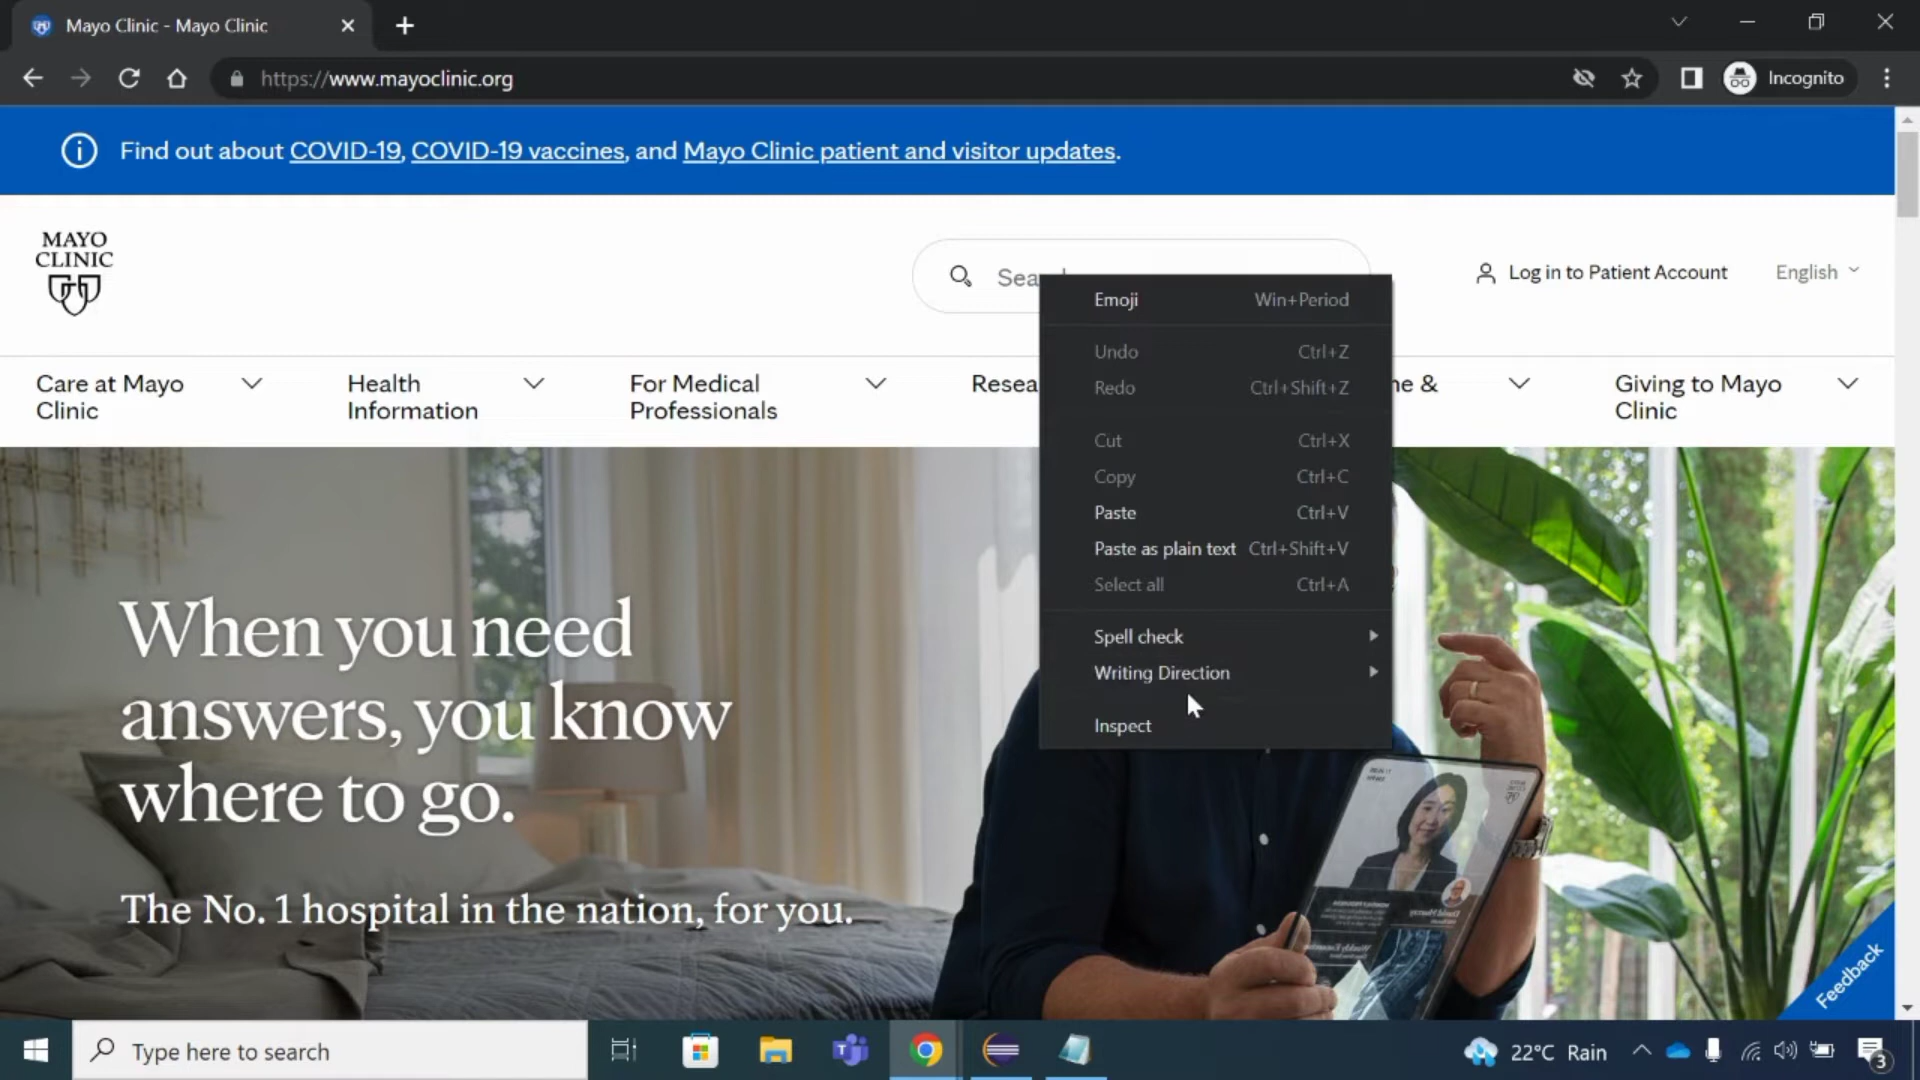 Mayo Clinic - Mayo Clinic
https://www.mayoclinic.org
Incognito
Find out about COVID-19, COVID-19 vaccines, and Mayo Clinic patient and visitor updates.
MAYO
CLINIC
Sear
Log in to Patient Account
English
Care at Mayo
Clinic
Health
Information
For Medical
Professionals
Resea
ne &
Giving to Mayo
Clinic
Emoji Win+Period
Undo Ctrl+Z
Redo Ctrl+Shift+Z
Cut Ctrl+X
Copy Ctrl+C
Paste Ctrl+V
Paste as plain text Ctrl+Shift+V
Select all Ctrl+A
Spell check
Writing Direction
Inspect
When you need
answers, you know
where to go.
The No. 1 hospital in the nation, for you.
Feedback
Type here to search
22°C Rain
3